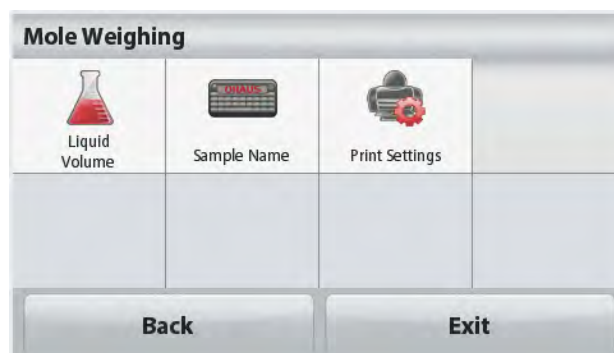 Mole Weighing
OHAUS
Liquid
Volume
Sample Name
Print Settings
Back
Exit